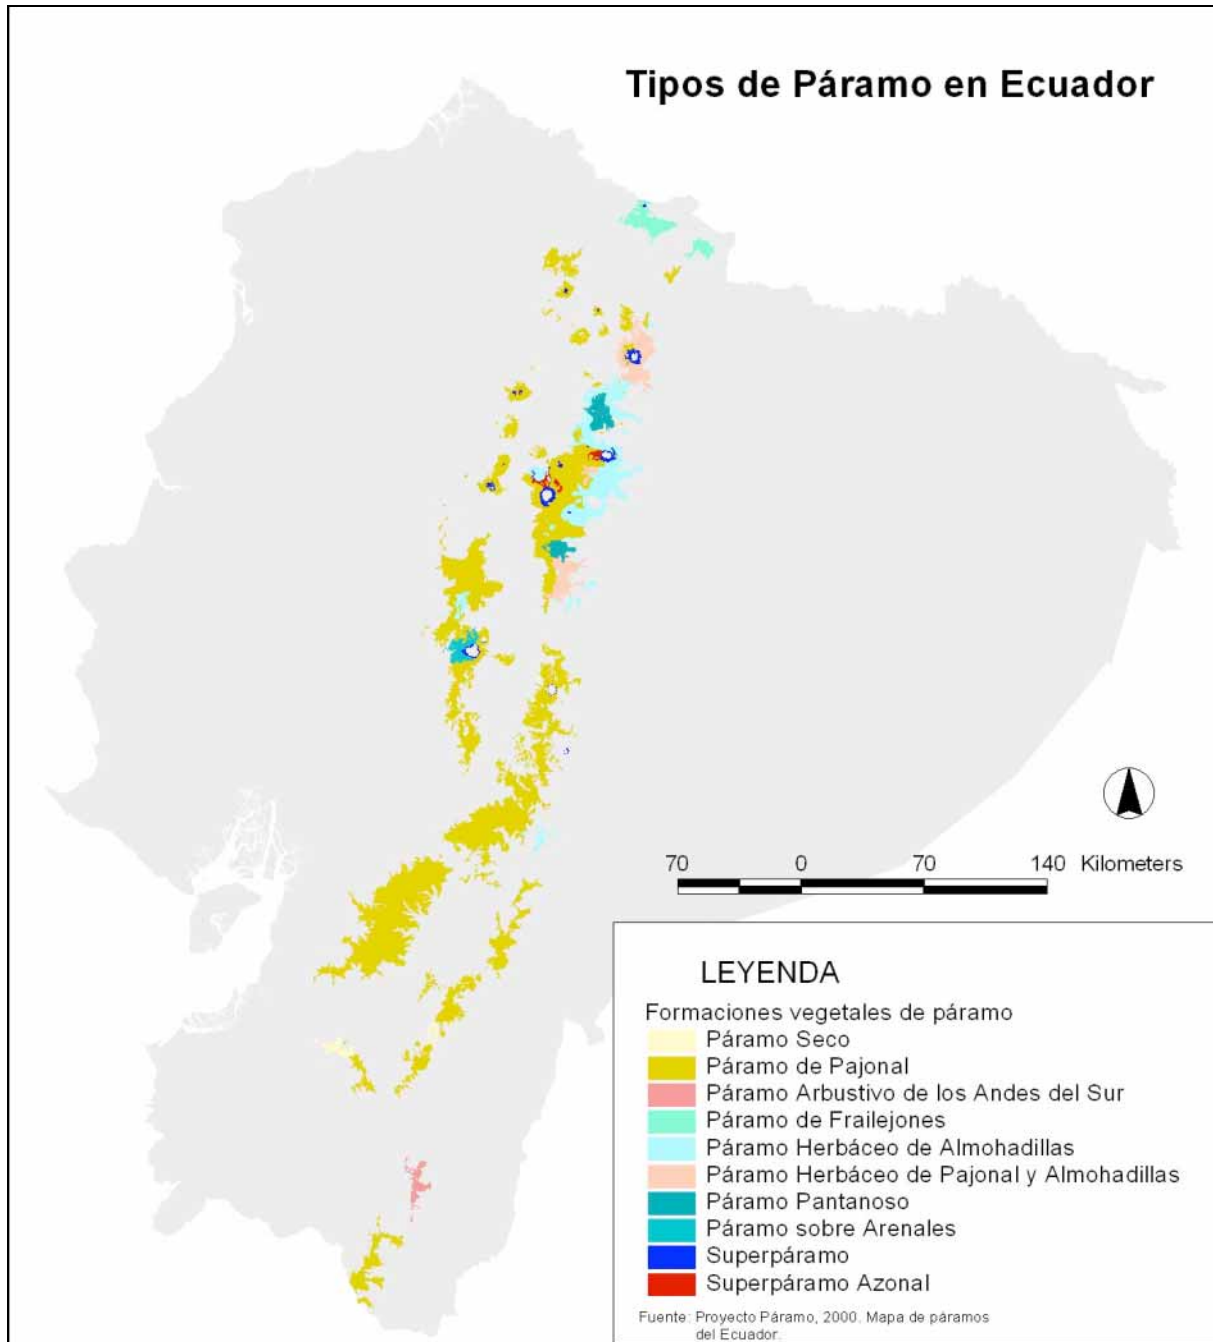 Tipos de Páramo en Ecuador
70 0 70 140 Kilometers
LEYENDA
Formaciones vegetales de páramo
Páramo Seco
Páramo de Pajonal
Páramo Arbustivo de los Andes del Sur
Páramo de Frailejones
Páramo Herbáceo de Almohadillas
Páramo Herbáceo de Pajonal y Almohadillas
Páramo Pantanoso
Páramo sobre Arenales
Superpáramo
Superpáramo Azonal
Fuente: Proyecto Páramo, 2000. Mapa de páramos
del Ecuador.